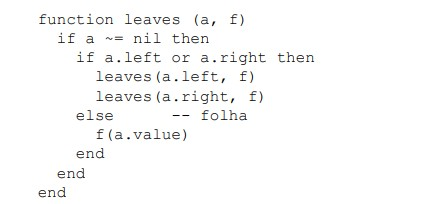 function leaves (a, f)
  if a ~= nil then
    if a.left or a.right then
      leaves(a.left, f)
      leaves(a.right, f)
    else      -- folha
      f(a.value)
    end
  end
end